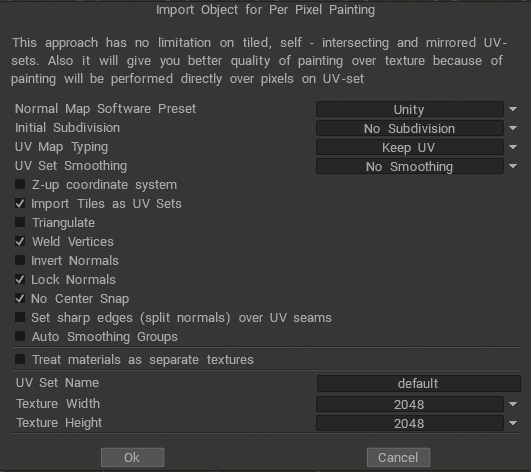 Import Object for Per Pixel Painting
This approach has no limitation on tiled, self - intersecting and mirrored UV-
sets. Also it will give you better quality of painting over texture because of
painting will be performed directly over pixels on UV-set
Normal Map Software Preset Unity
Initial Subdivision No Subdivision
UV Map Typing Keep UV
UV Set Smoothing No Smoothing
Z-up coordinate system
Import Tiles as UV Sets
Triangulate
Weld Vertices
Invert Normals
Lock Normals
No Center Snap
Set sharp edges (split normals) over UV seams
Auto Smoothing Groups
Treat materials as separate textures
UV Set Name default
Texture Width 2048
Texture Height 2048
Ok Cancel